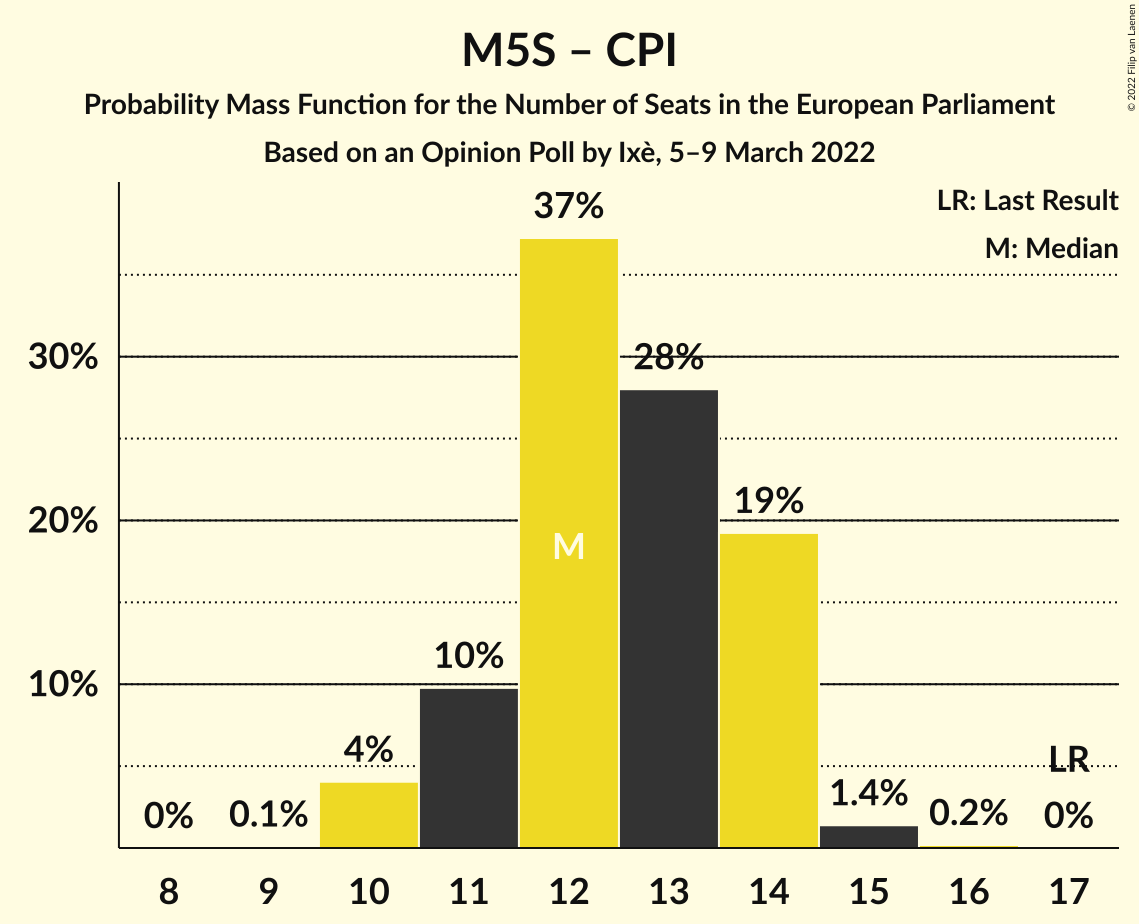 M5S – CPI
Probability Mass Function for the Number of Seats in the European Parliament
Based on an Opinion Poll by Ixè, 5–9 March 2022
© 2022 Filip van Laenen
LR: Last Result
M: Median
37%
30%
28%
20%
19%
M
10%
10%
4%
LR
0%
0.1%
1.4%
0.2%
0%
8 9 10 11 12 13 14 15 16 17